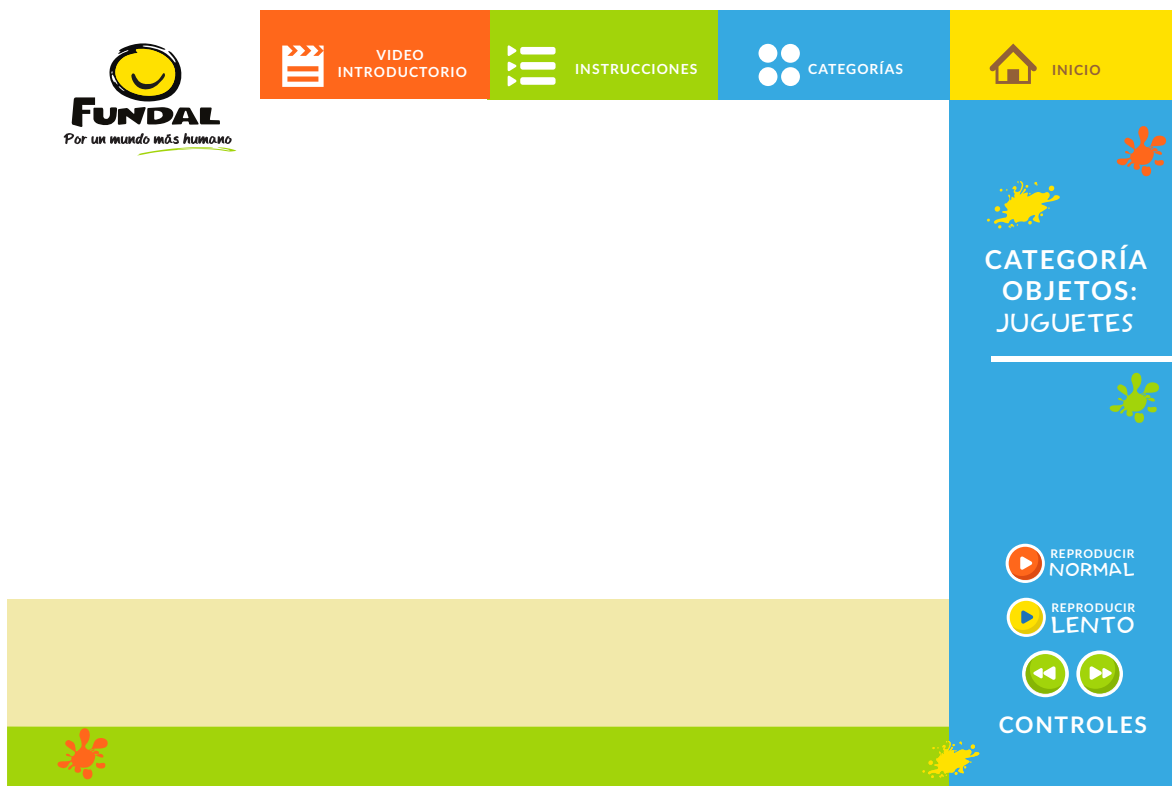 FUNDAL
Por un mundo más humano
VIDEO
INTRODUCTORIO
INSTRUCCIONES
CATEGORÍAS
INICIO
CATEGORÍA
OBJETOS:
JUGUETES
REPRODUCIR
NORMAL
REPRODUCIR
LENTO
CONTROLES